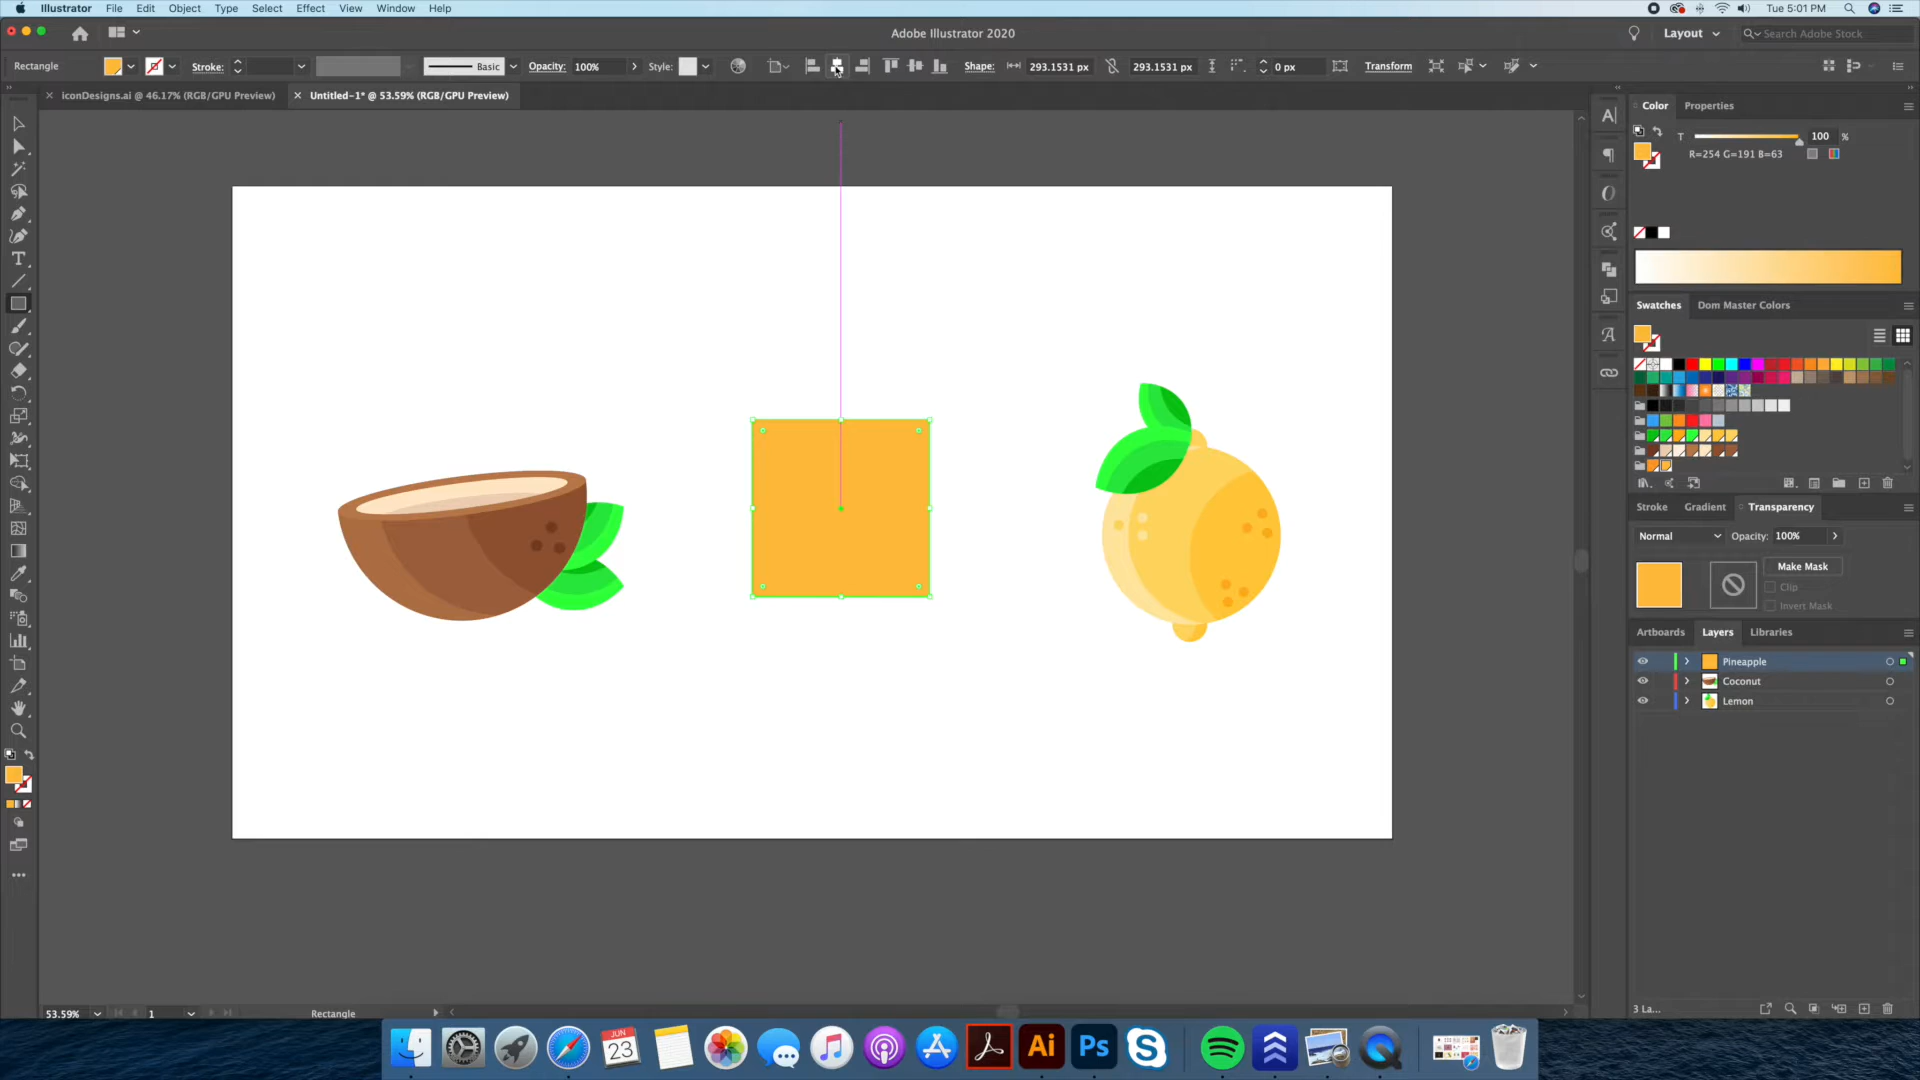 Illustrator File Edit Object Type Select Effect View Window Help Tue 5:01 PM
Adobe Illustrator 2020 Layout Search Adobe Stock
Rectangle Stroke: Basic Opacity: 100% Style: Shape: 293.1531 px 293.1531 px 0 px Transform
iconDesigns.ai @ 46.17% (RGB/GPU Preview) Untitled-1* @ 53.59% (RGB/GPU Preview)
Color Properties
T 100 %
R=254 G=191 B=63
Swatches Dom Master Colors
Stroke Gradient Transparency
Normal Opacity: 100%
Make Mask
Clip
Invert Mask
Artboards Layers Libraries
Pineapple
Coconut
Lemon
53.59% 1 Rectangle 3 La...
JUN
23
Ai
Ps